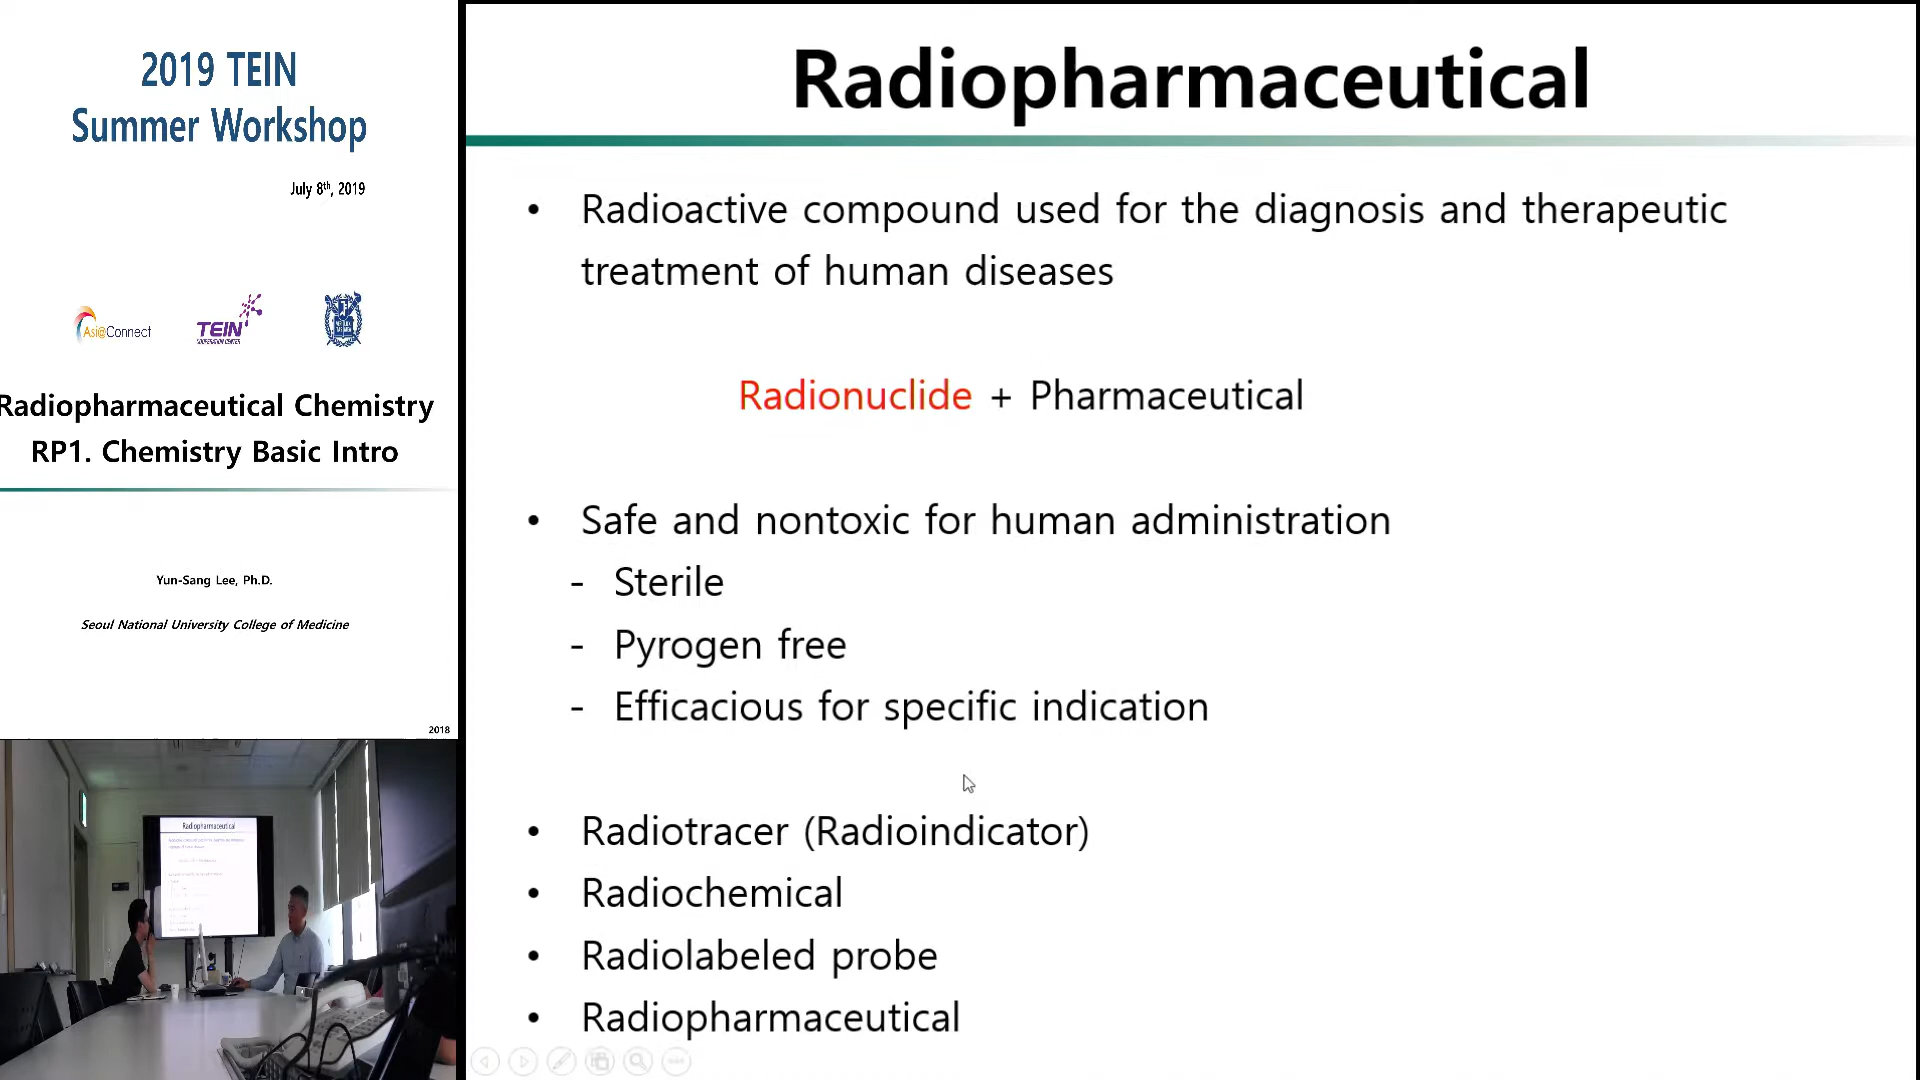 2019 TEIN
Summer Workshop
July 8th, 2019
Asi@Connect
TEIN
COOPERATION CENTER
Radiopharmaceutical Chemistry
RP1. Chemistry Basic Intro
Yun-Sang Lee, Ph.D.
Seoul National University College of Medicine
2018
Radiopharmaceutical
Radiopharmaceutical
• Radioactive compound used for the diagnosis and therapeutic
treatment of human diseases
Radionuclide + Pharmaceutical
• Safe and nontoxic for human administration
- Sterile
- Pyrogen free
- Efficacious for specific indication
• Radiotracer (Radioindicator)
• Radiochemical
• Radiolabeled probe
• Radiopharmaceutical